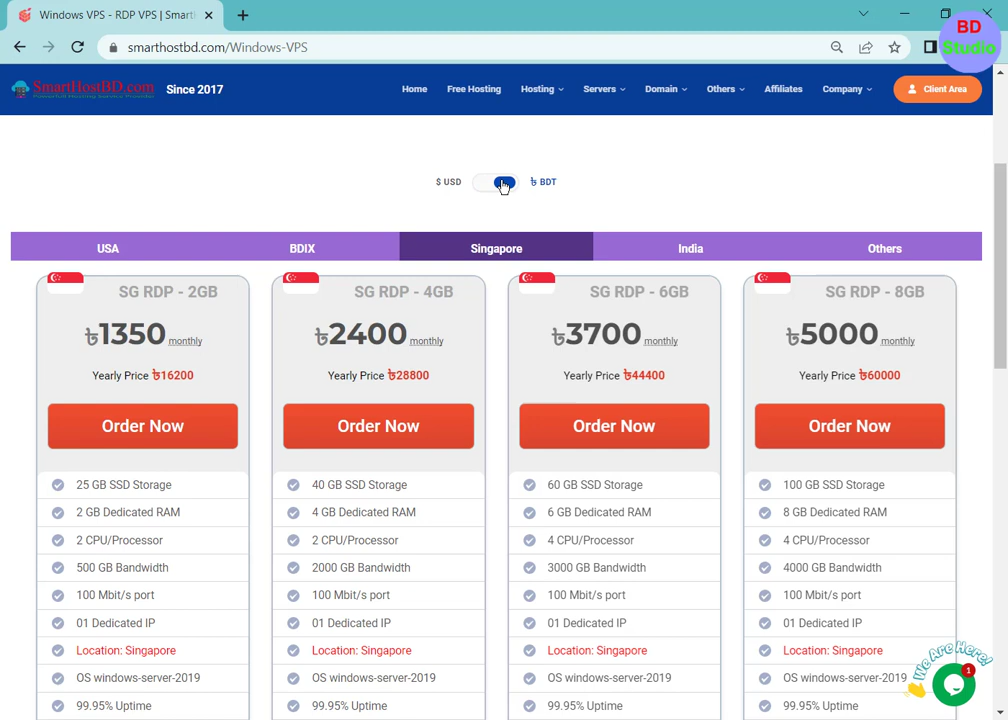 Windows VPS - RDP VPS | Smart
BD
Studio
smarthostbd.com/Windows-VPS
SmartHostBD.com
Powerfull Hosting Service Provider
Since 2017
Home
Free Hosting
Hosting
Servers
Domain
Others
Affiliates
Company
Client Area
$ USD
৳ BDT
USA
BDIX
Singapore
India
Others
SG RDP - 2GB
৳1350 monthly
Yearly Price ৳16200
Order Now
25 GB SSD Storage
2 GB Dedicated RAM
2 CPU/Processor
500 GB Bandwidth
100 Mbit/s port
01 Dedicated IP
Location: Singapore
OS windows-server-2019
99.95% Uptime
SG RDP - 4GB
৳2400 monthly
Yearly Price ৳28800
Order Now
40 GB SSD Storage
4 GB Dedicated RAM
2 CPU/Processor
2000 GB Bandwidth
100 Mbit/s port
01 Dedicated IP
Location: Singapore
OS windows-server-2019
99.95% Uptime
SG RDP - 6GB
৳3700 monthly
Yearly Price ৳44400
Order Now
60 GB SSD Storage
6 GB Dedicated RAM
4 CPU/Processor
3000 GB Bandwidth
100 Mbit/s port
01 Dedicated IP
Location: Singapore
OS windows-server-2019
99.95% Uptime
SG RDP - 8GB
৳5000 monthly
Yearly Price ৳60000
Order Now
100 GB SSD Storage
8 GB Dedicated RAM
4 CPU/Processor
4000 GB Bandwidth
100 Mbit/s port
01 Dedicated IP
Location: Singapore
OS windows-server-2019
99.95% Uptime
We Are Here!
1